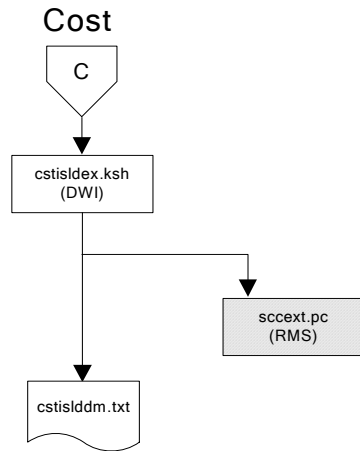 Cost
C
cstisldex.ksh
(DWI)
sccext.pc
(RMS)
cstislddm.txt